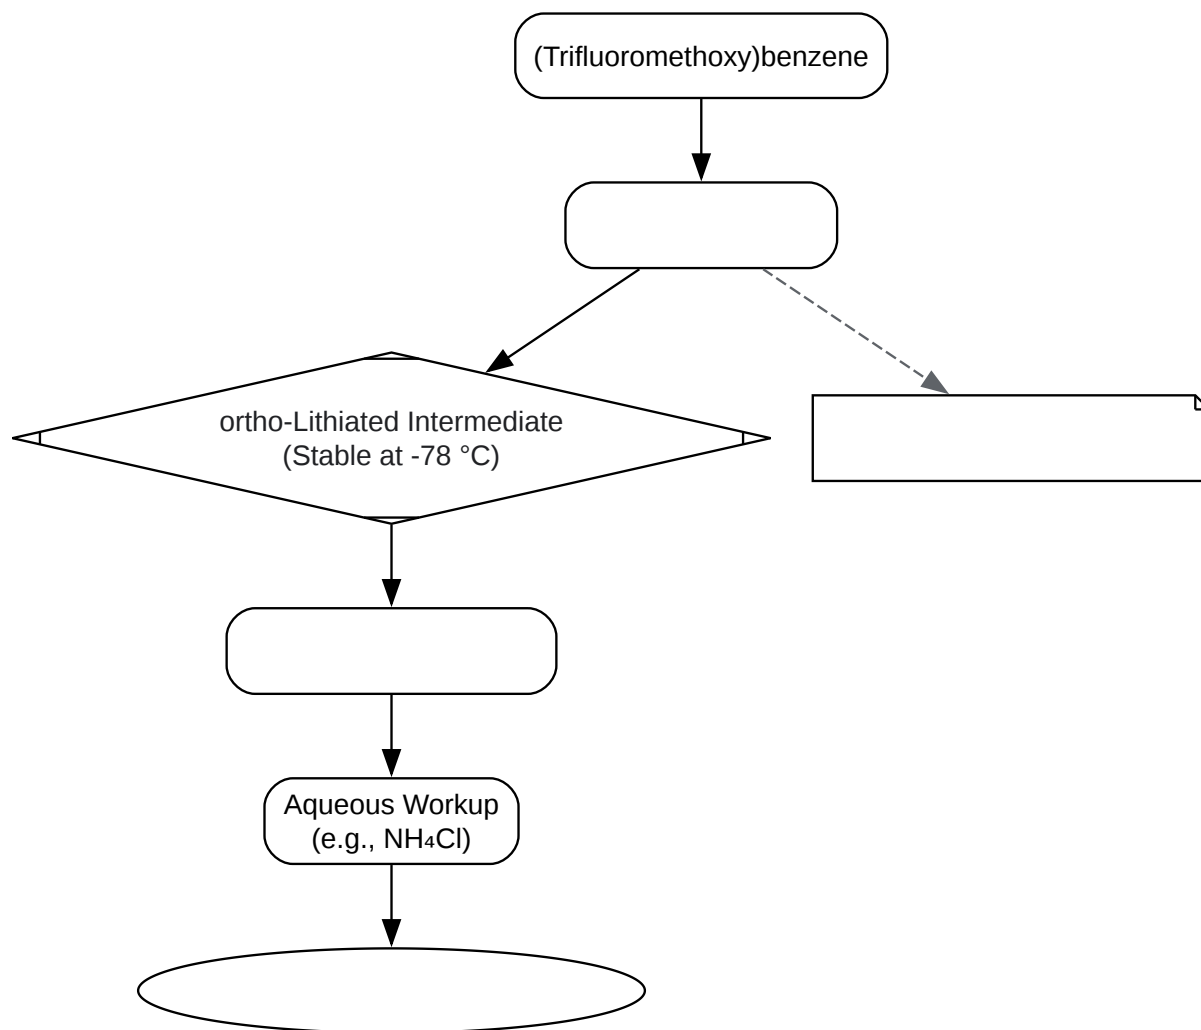 (Trifluoromethoxy)benzene
ortho-Lithiated Intermediate
(Stable at -78 °C)
Aqueous Workup
(e.g., NH₄Cl)